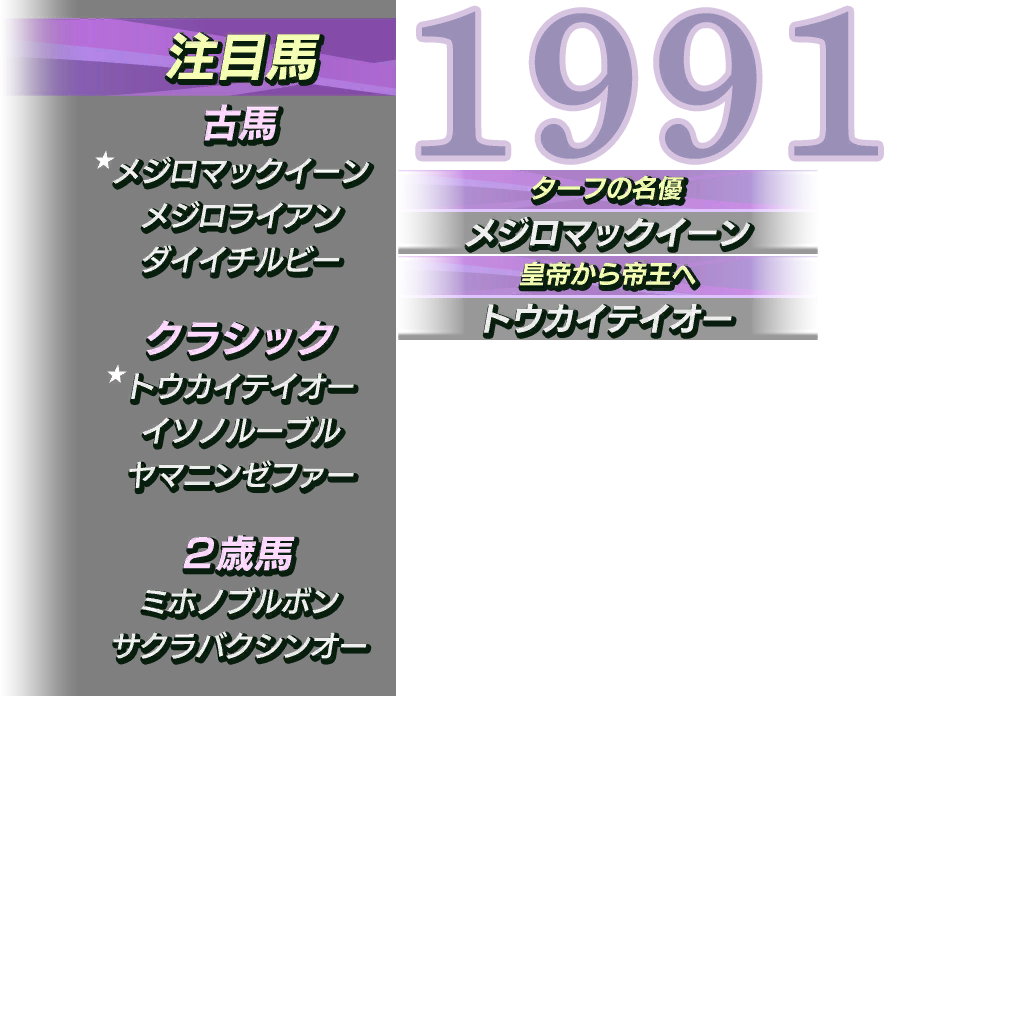 注目馬
古馬
★メジロマックイーン
メジロライアン
ダイイチルビー
クラシック
★トウカイテイオー
イソノルーブル
ヤマニンゼファー
2歳馬
ミホノブルボン
サクラバクシンオー
1991
ターフの名優
メジロマックイーン
皇帝から帝王へ
トウカイテイオー